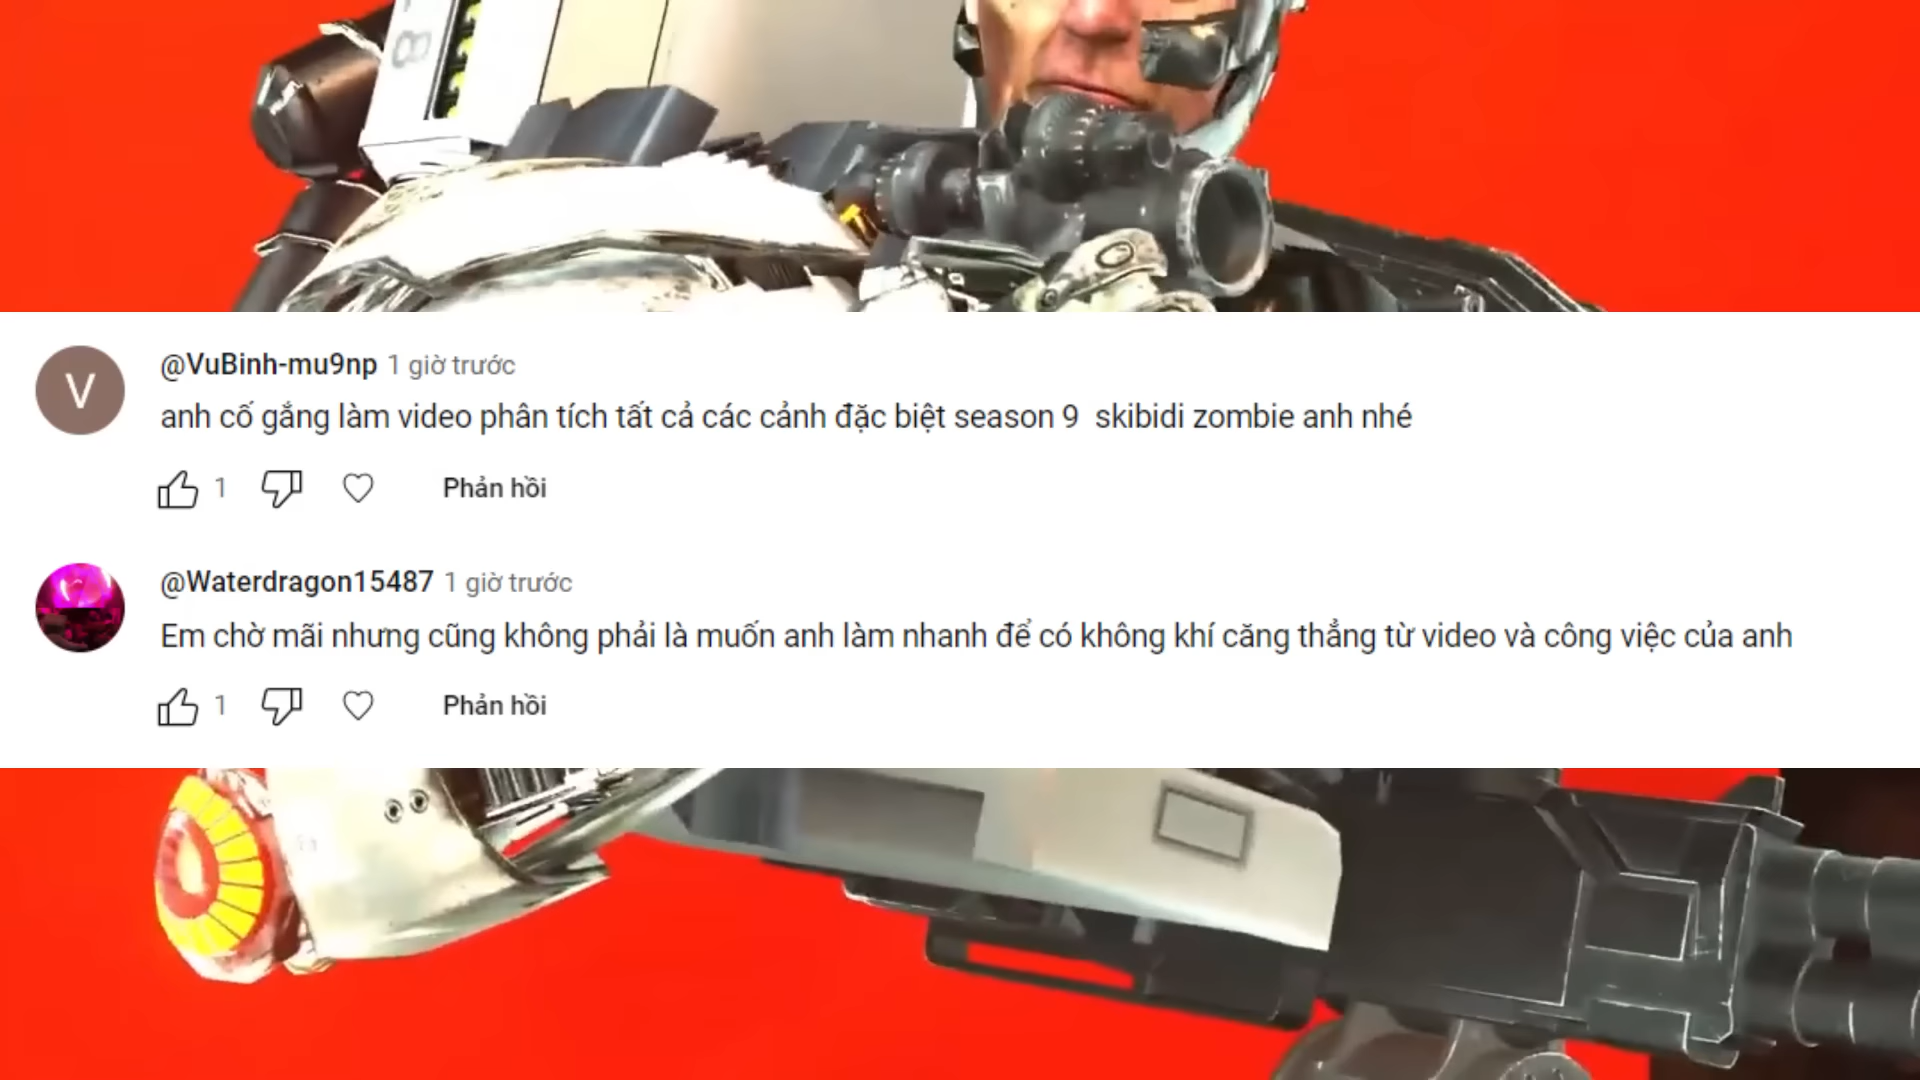 8
@VuBinh-mu9np 1 giờ trước
anh cố gắng làm video phân tích tất cả các cảnh đặc biệt season 9 skibidi zombie anh nhé
1 Phản hồi
V
@Waterdragon15487 1 giờ trước
Em chờ mãi nhưng cũng không phải là muốn anh làm nhanh để có không khí căng thẳng từ video và công việc của anh
1 Phản hồi